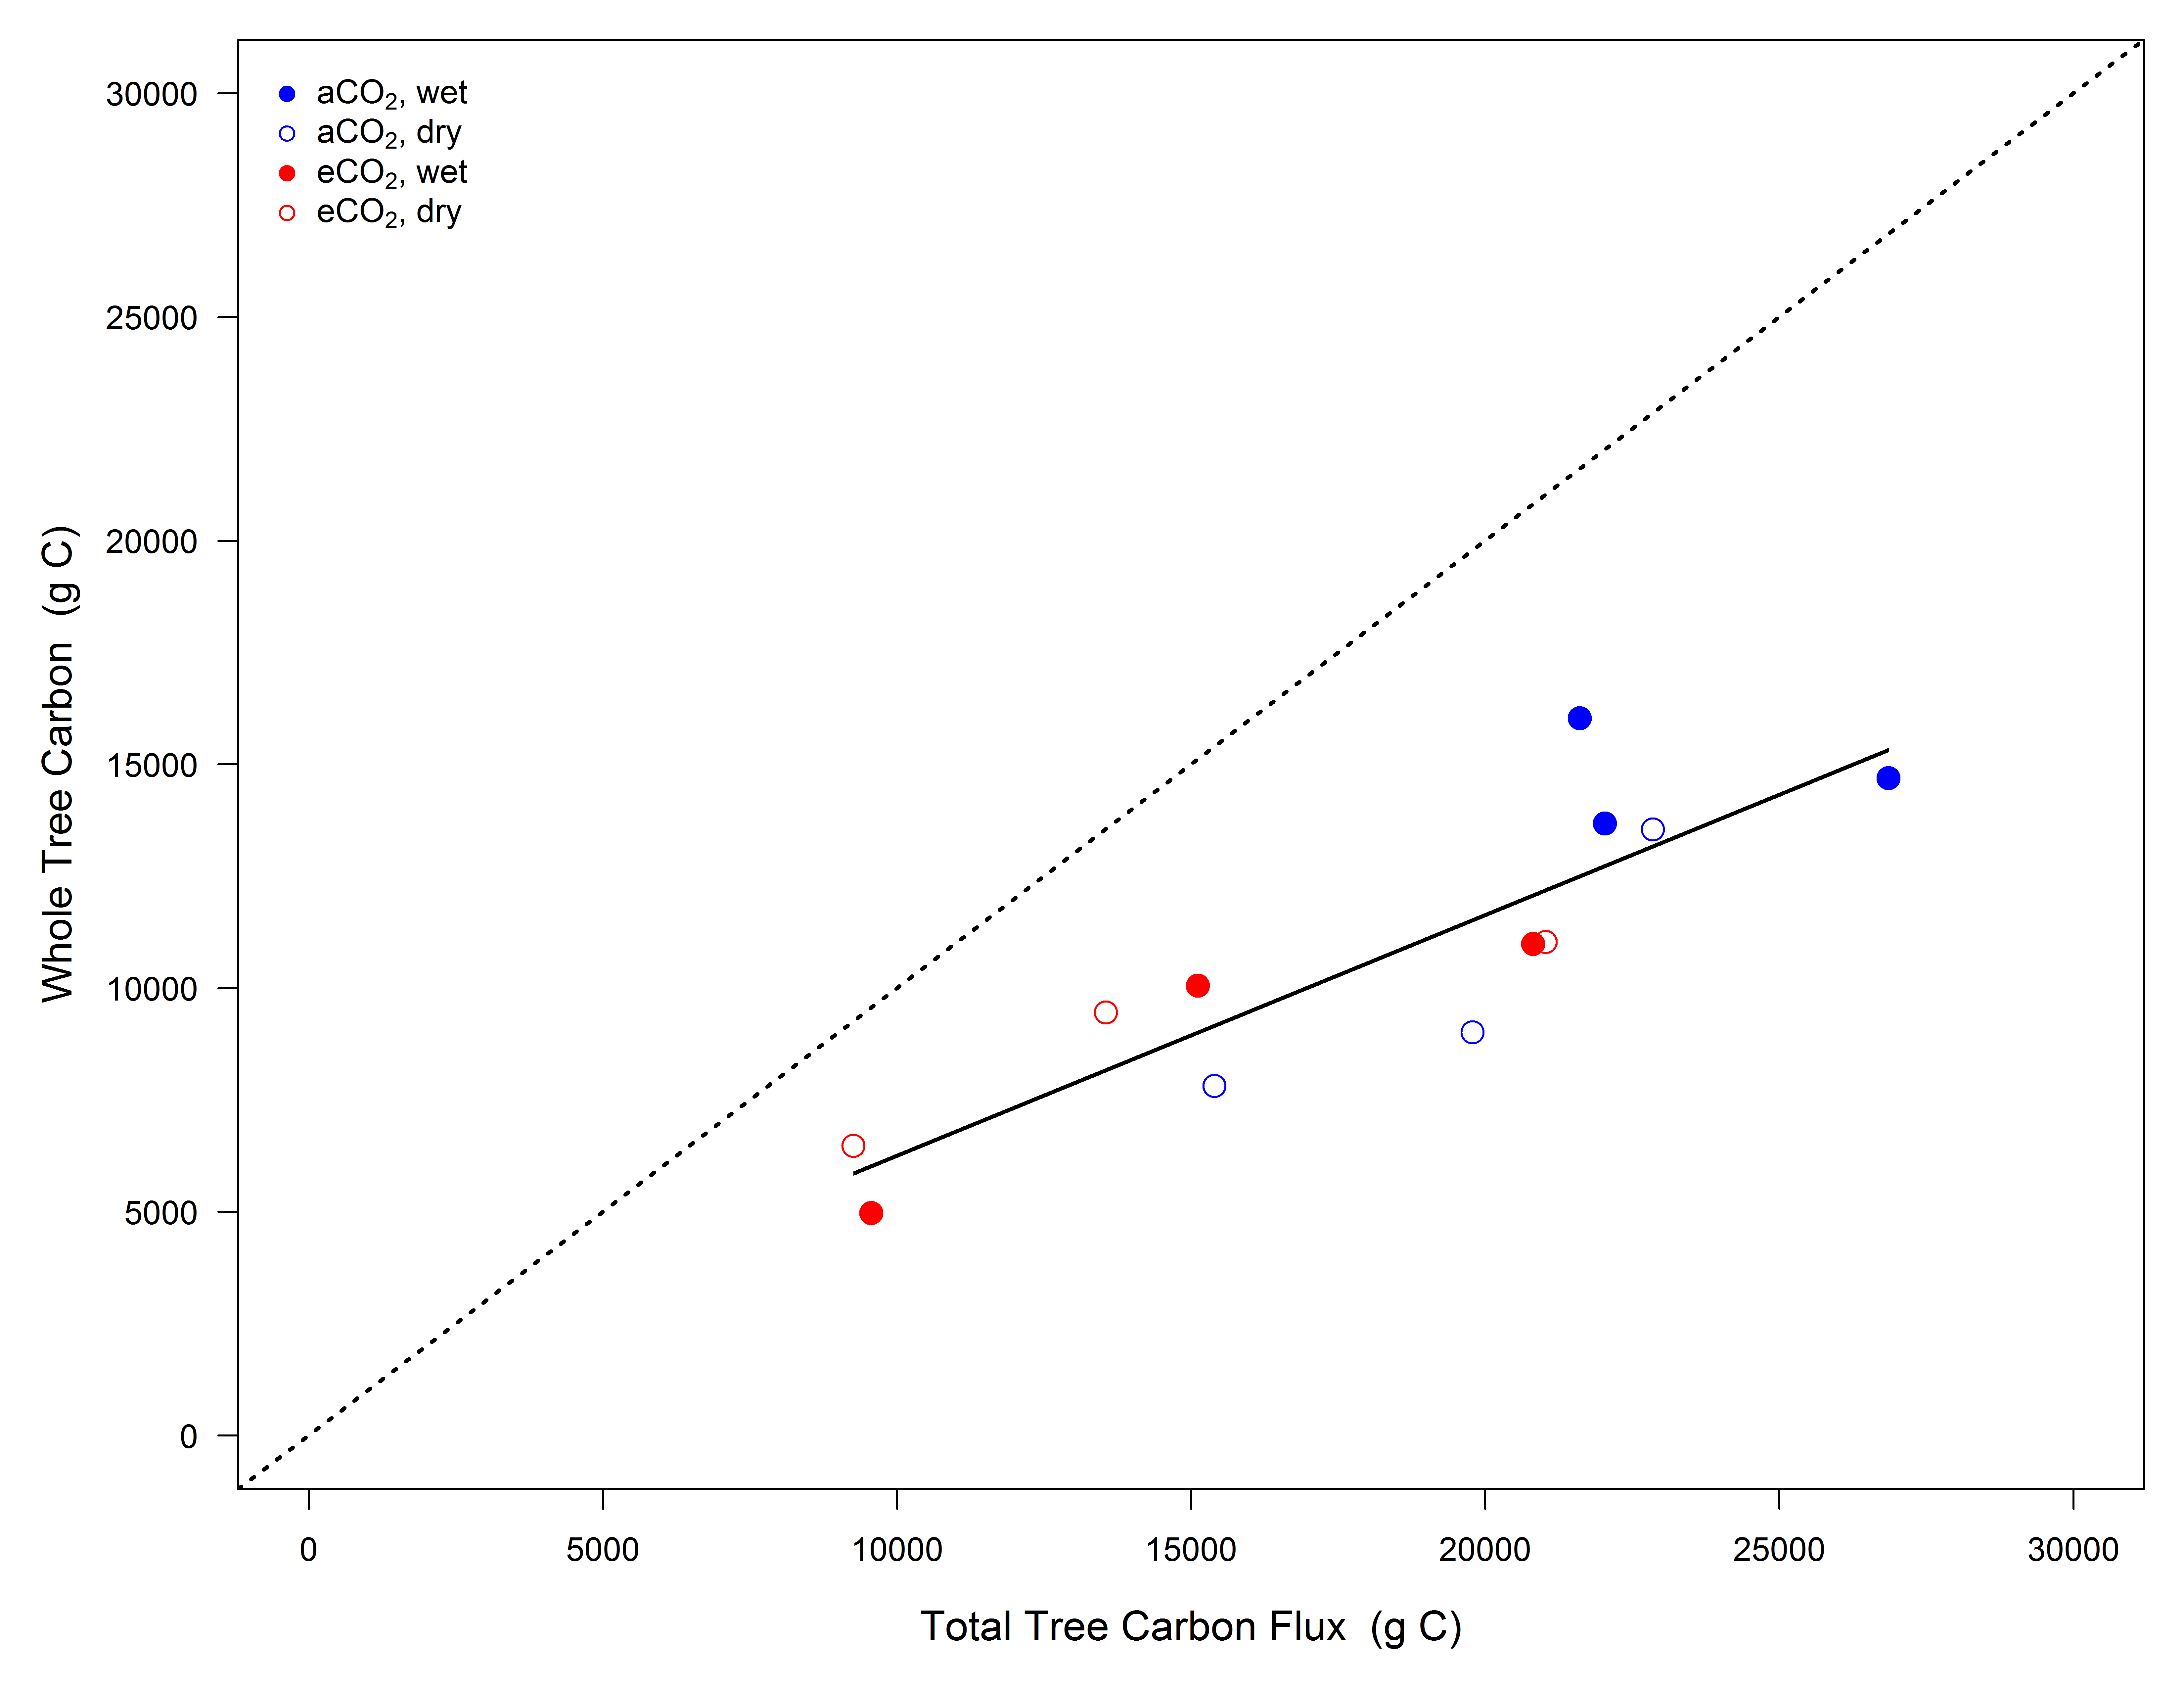 aCO₂, wet
aCO₂, dry
eCO₂, wet
eCO₂, dry
30000
25000
20000
15000
10000
5000
0
Whole Tree Carbon (g C)
0 5000 10000 15000 20000 25000 30000
Total Tree Carbon Flux (g C)